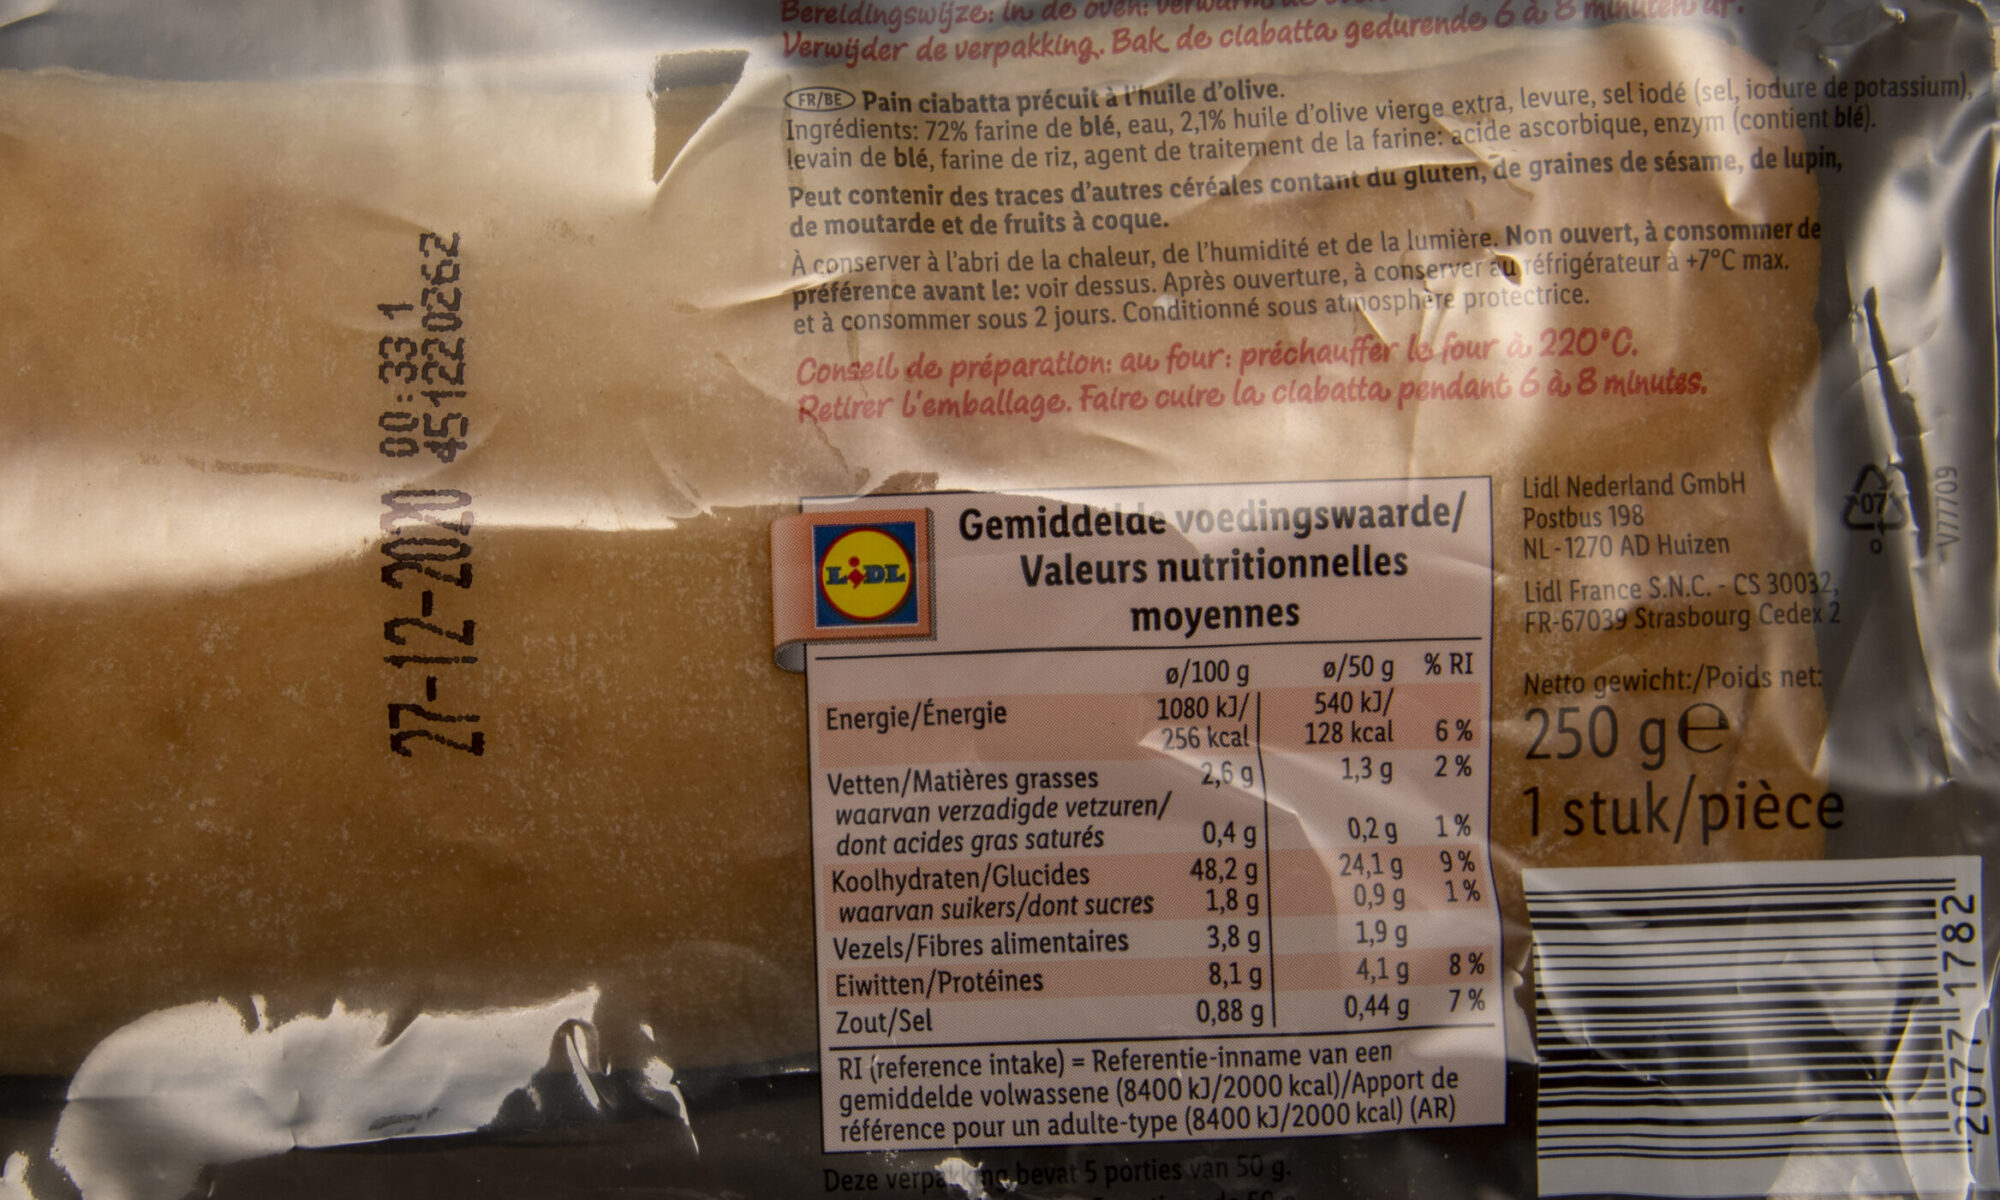 Bereidingswijze: In de oven:
Verwijder de verpakking. Bak de ciabatta gedurende 6 à 8 minuten af.
FR/BE Pain ciabatta précuit à l'huile d'olive.
Ingrédients: 72% farine de blé, eau, 2,1% huile d'olive vierge extra, levure, sel iodé (sel, iodure de potassium),
levain de blé, farine de riz, agent de traitement de la farine: acide ascorbique, enzym (contient blé).
Peut contenir des traces d'autres céréales contant du gluten, de graines de sésame, de lupin,
de moutarde et de fruits à coque.
À conserver à l'abri de la chaleur, de l'humidité et de la lumière. Non ouvert, à consommer de
préférence avant le: voir dessus. Après ouverture, à conserver au réfrigérateur à +7°C max.
et à consommer sous 2 jours. Conditionné sous atmosphère protectrice.
Conseil de préparation: au four: préchauffer le four à 220°C.
Retirer l'emballage. Faire cuire la ciabatta pendant 6 à 8 minutes.
27-12-2020 00:33 1
451220262
LIDL
Gemiddelde voedingswaarde/
Valeurs nutritionnelles
moyennes
ø/100 g ø/50 g % RI
Energie/Énergie 1080 kJ/ 540 kJ/
256 kcal 128 kcal 6 %
Vetten/Matières grasses 2,6 g 1,3 g 2 %
waarvan verzadigde vetzuren/
dont acides gras saturés 0,4 g 0,2 g 1 %
Koolhydraten/Glucides 48,2 g 24,1 g 9 %
waarvan suikers/dont sucres 1,8 g 0,9 g 1 %
Vezels/Fibres alimentaires 3,8 g 1,9 g
Eiwitten/Protéines 8,1 g 4,1 g 8 %
Zout/Sel 0,88 g 0,44 g 7 %
RI (reference intake) = Referentie-inname van een
gemiddelde volwassene (8400 kJ/2000 kcal)/Apport de
référence pour un adulte-type (8400 kJ/2000 kcal) (AR)
Deze verpakking bevat 5 porties van 50 g.
Lidl Nederland GmbH
Postbus 198
NL-1270 AD Huizen
Lidl France S.N.C. - CS 30032,
FR-67039 Strasbourg Cedex 2
Netto gewicht:/Poids net:
250 g e
1 stuk/pièce
07
V77709
2077 1782